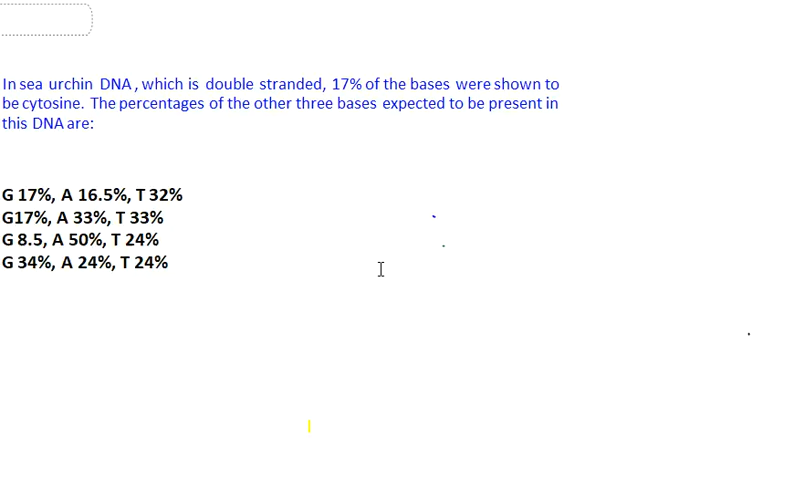 In sea urchin DNA, which is double stranded, 17% of the bases were shown to
be cytosine. The percentages of the other three bases expected to be present in
this DNA are:
G 17%, A 16.5%, T 32%
G17%, A 33%, T 33%
G 8.5, A 50%, T 24%
G 34%, A 24%, T 24%